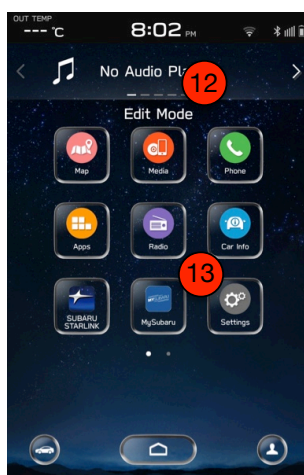 OUT TEMP
--- °C 8:02 PM
No Audio Pla
12
Edit Mode
Map Media Phone
Apps Radio Car Info
13
SUBARU STARLINK MySubaru Settings